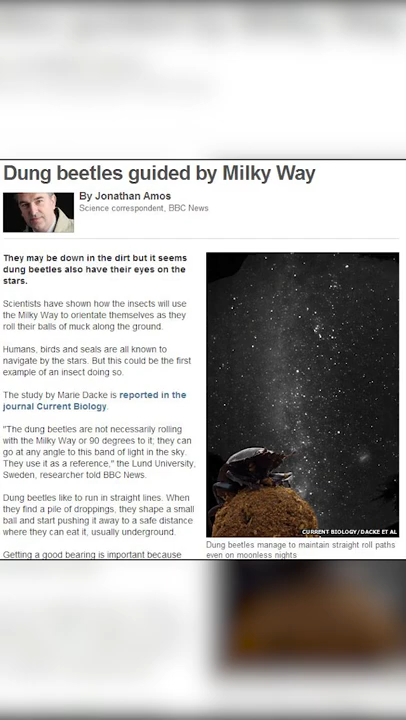 Dung beetles guided by Milky Way
By Jonathan Amos
Science correspondent, BBC News
They may be down in the dirt but it seems
dung beetles also have their eyes on the
stars.
Scientists have shown how the insects will use
the Milky Way to orientate themselves as they
roll their balls of muck along the ground.
Humans, birds and seals are all known to
navigate by the stars. But this could be the first
example of an insect doing so.
The study by Marie Dacke is reported in the
journal Current Biology.
"The dung beetles are not necessarily rolling
with the Milky Way or 90 degrees to it; they can
go at any angle to this band of light in the sky.
They use it as a reference," the Lund University,
Sweden, researcher told BBC News.
Dung beetles like to run in straight lines. When
they find a pile of droppings, they shape a small
ball and start pushing it away to a safe distance
where they can eat it, usually underground.
Getting a good bearing is important because
CURRENT BIOLOGY/DACKE ET AL
Dung beetles manage to maintain straight roll paths
even on moonless nights